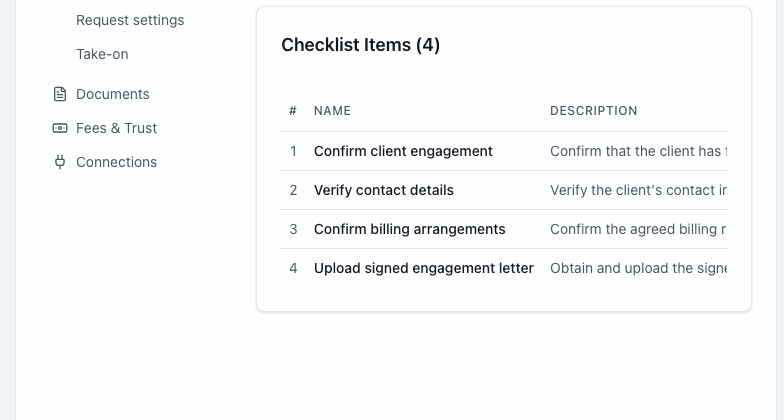 Request settings
Take-on
Documents
Fees & Trust
Connections
Checklist Items (4)
# NAME DESCRIPTION
1 Confirm client engagement Confirm that the client has
2 Verify contact details Verify the client's contact
3 Confirm billing arrangements Confirm the agreed billing
4 Upload signed engagement letter Obtain and upload the